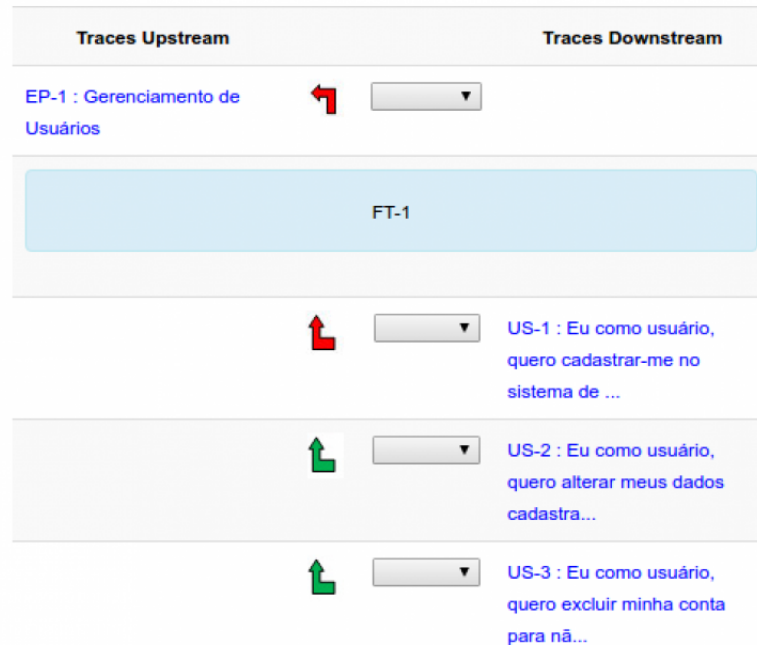 Traces Upstream Traces Downstream
EP-1 : Gerenciamento de
Usuários
FT-1
US-1 : Eu como usuário,
quero cadastrar-me no
sistema de ...
US-2 : Eu como usuário,
quero alterar meus dados
cadastra...
US-3 : Eu como usuário,
quero excluir minha conta
para nã...